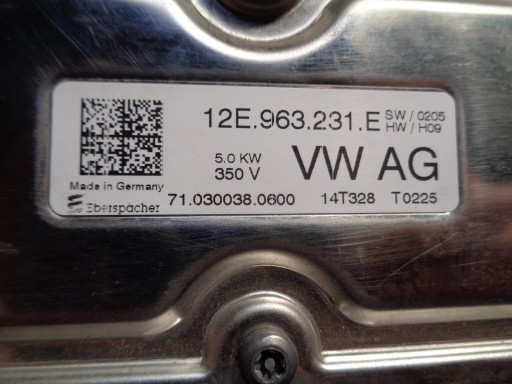 12E.963.231.E SW / 0205
HW / H09
5.0 KW
350 V
VW AG
Made in Germany
Eberspacher
71.030038.0600 14T328 T0225